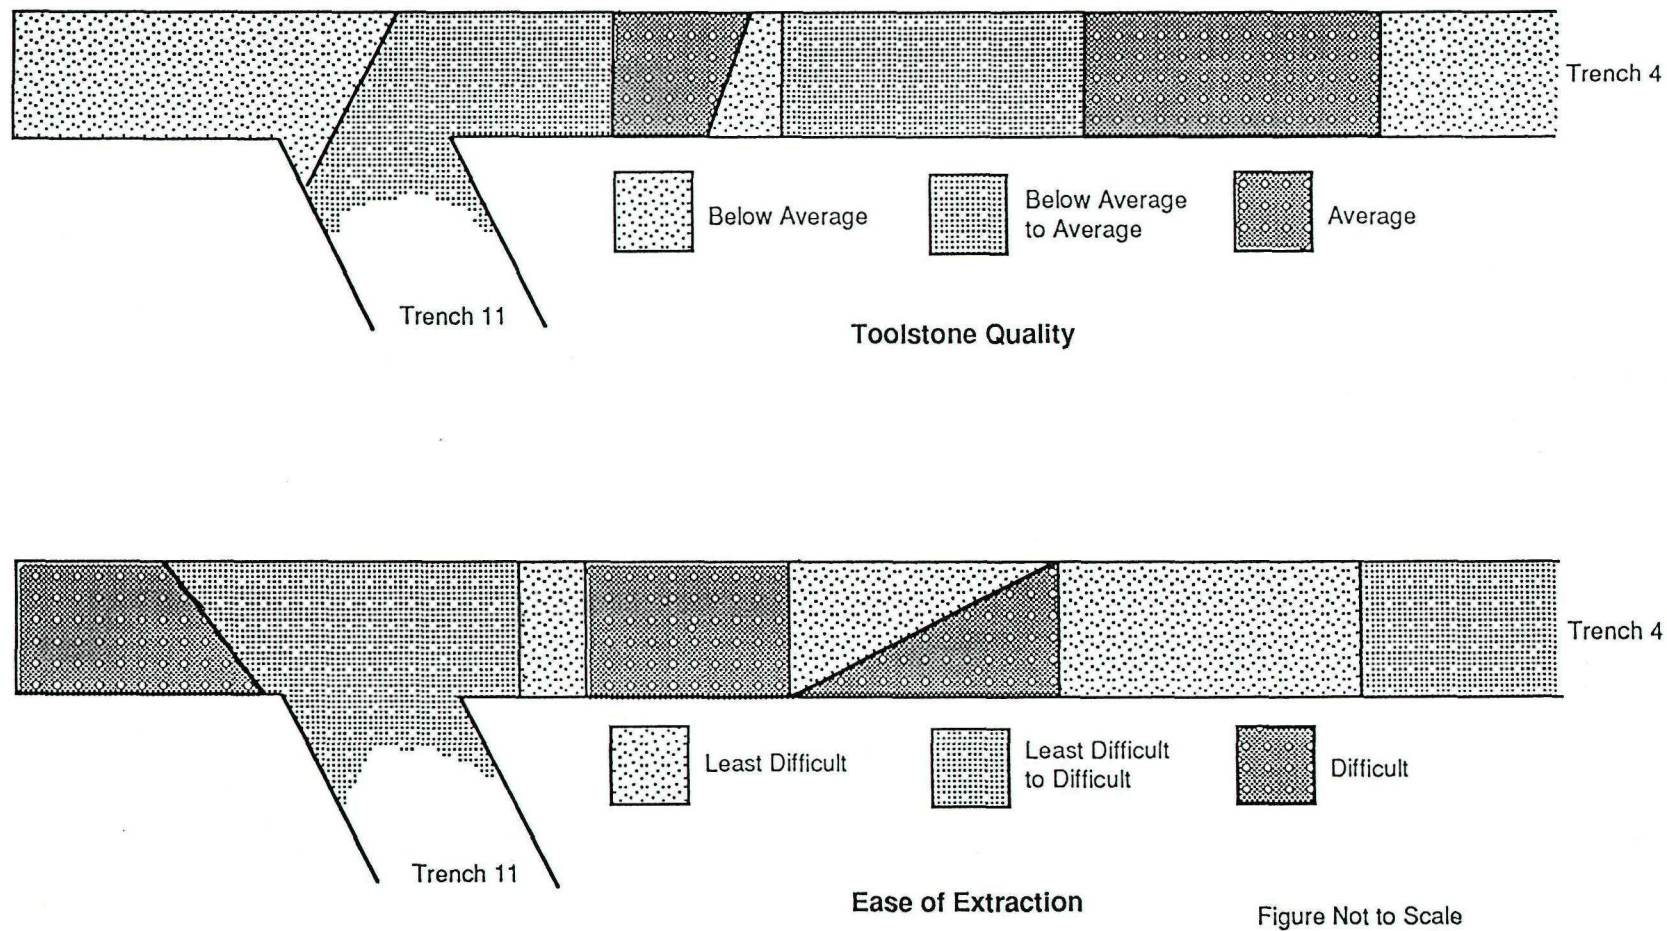 Trench 4
Below Average
Below Average
to Average
Average
Trench 11
Toolstone Quality
Trench 4
Least Difficult
Least Difficult
to Difficult
Difficult
Trench 11
Ease of Extraction
Figure Not to Scale